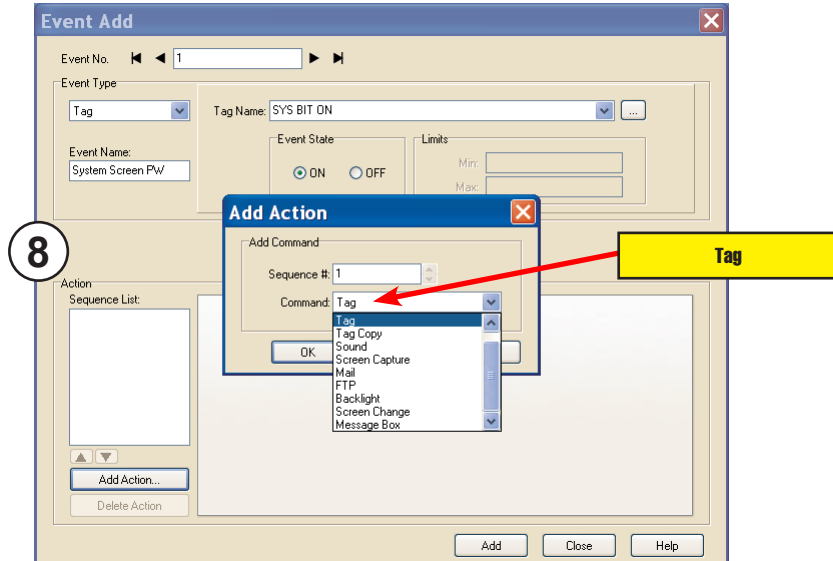 Event Add
Event No. 1
Event Type
Tag
Tag Name: SYS BIT ON
...
Event Name:
System Screen PW
Event State
ON OFF
Limits
Min:
Max:
8
Add Action
Add Command
Sequence #: 1
Command: Tag
Tag
Tag Copy
Sound
Screen Capture
Mail
FTP
Backlight
Screen Change
Message Box
OK
Tag
Action
Sequence List:
Add Action...
Delete Action
Add Close Help